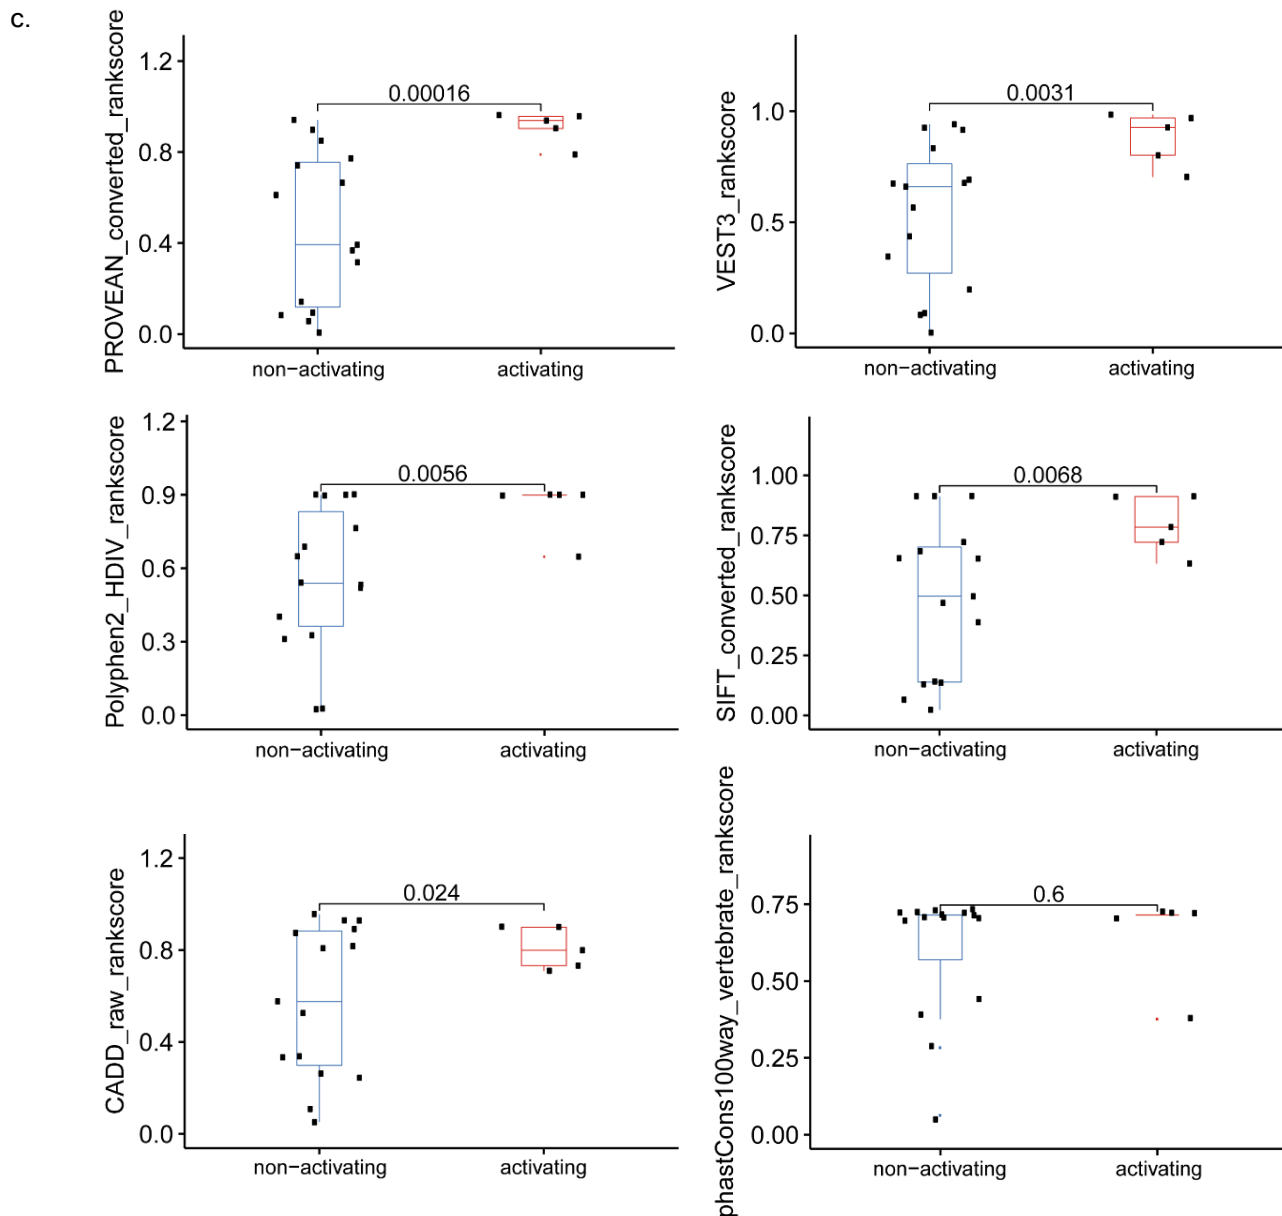 c.
PROVEAN_converted_rankscore
1.2
0.8
0.4
0.0
0.00016
non−activating
activating
VEST3_rankscore
1.0
0.5
0.0
0.0031
non−activating
activating
Polyphen2_HDIV_rankscore
1.2
0.9
0.6
0.3
0.0
0.0056
non−activating
activating
SIFT_converted_rankscore
1.00
0.75
0.50
0.25
0.00
0.0068
non−activating
activating
CADD_raw_rankscore
1.2
0.8
0.4
0.0
0.024
non−activating
activating
phastCons100way_vertebrate_rankscore
0.75
0.50
0.25
0.00
0.6
non−activating
activating